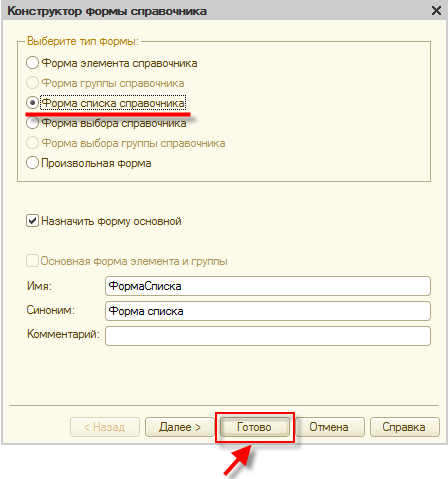 Конструктор формы справочника
Выберите тип формы:
Форма элемента справочника
Форма группы справочника
Форма списка справочника
Форма выбора справочника
Форма выбора группы справочника
Произвольная форма
Назначить форму основной
Основная форма элемента и группы
Имя: ФормаСписка
Синоним: Форма списка
Комментарий:
< Назад Далее > Готово Отмена Справка